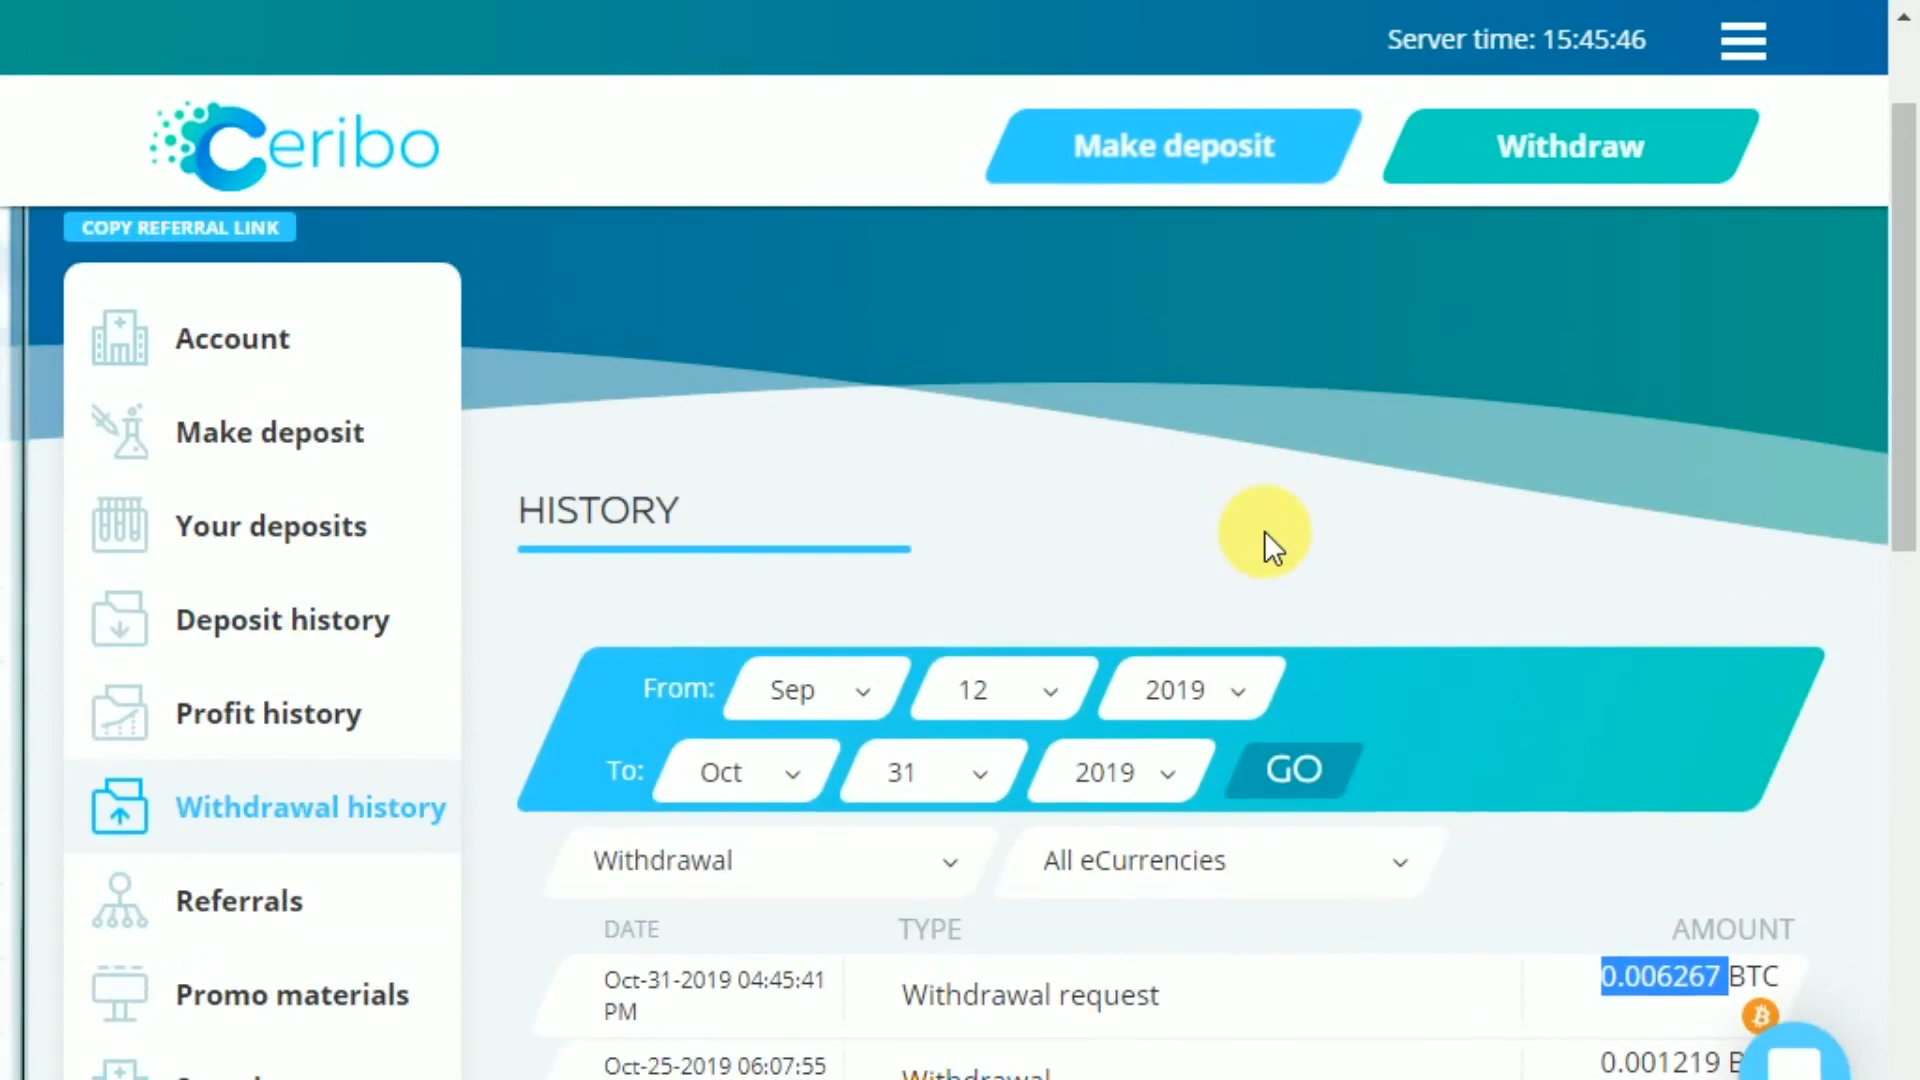 Server time: 15:45:46
Ceribo
Make deposit
Withdraw
COPY REFERRAL LINK
Account
Make deposit
Your deposits
Deposit history
Profit history
Withdrawal history
Referrals
Promo materials
HISTORY
From: Sep 12 2019
To: Oct 31 2019 GO
Withdrawal All eCurrencies
DATE TYPE AMOUNT
Oct-31-2019 04:45:41 PM
Withdrawal request
0.006267 BTC
Oct-25-2019 06:07:55
Withdrawal
0.001219